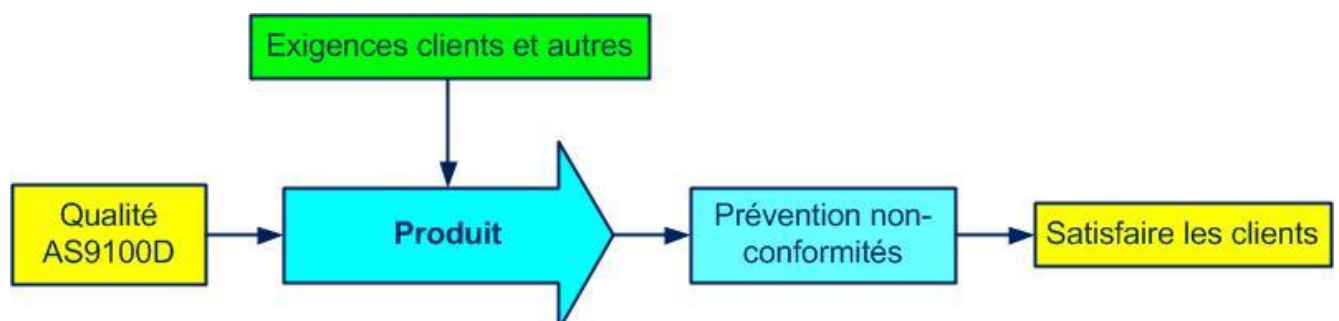 Exigences clients et autres
Qualité
AS9100D
Produit
Prévention non-
conformités
Satisfaire les clients